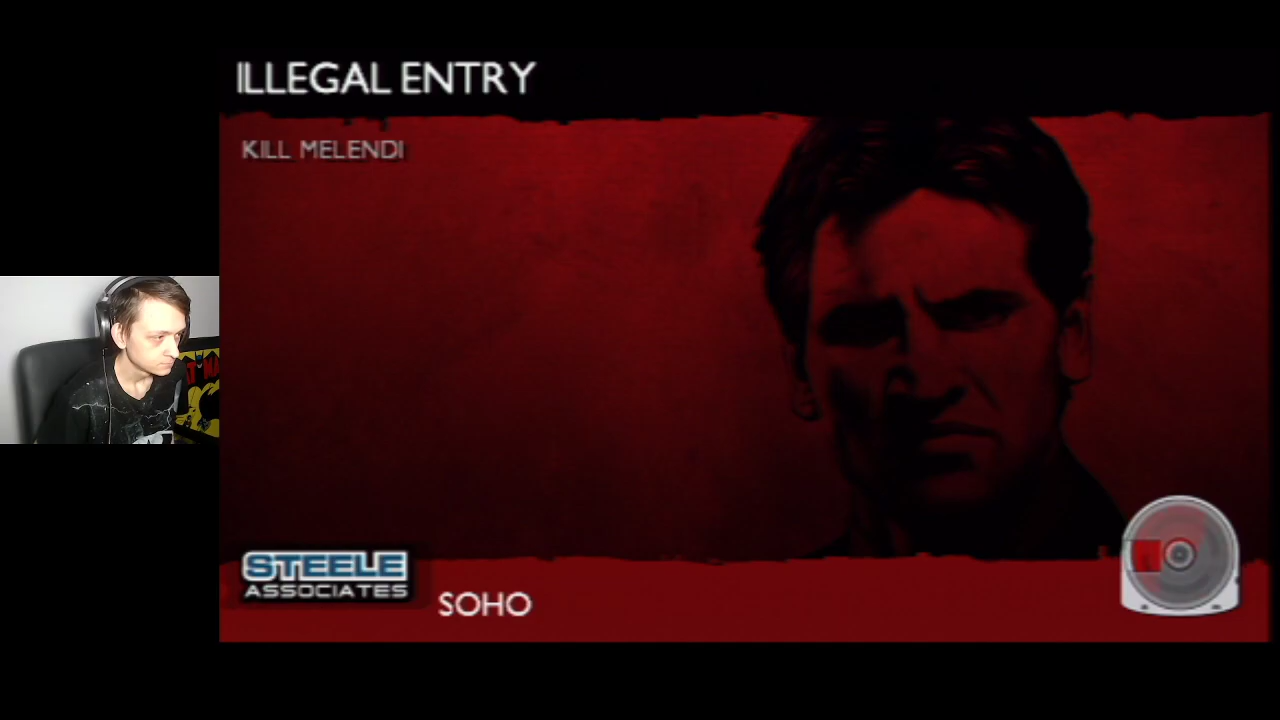 ILLEGAL ENTRY
KILL MELENDI
STEELE
ASSOCIATES
SOHO